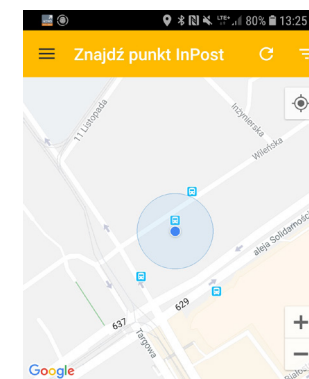 LTE+ 80% 13:25
Znajdź punkt InPost
11 Listopada
Inżynierska
Wileńska
aleja Solidarności
629
637
Targowa
Google